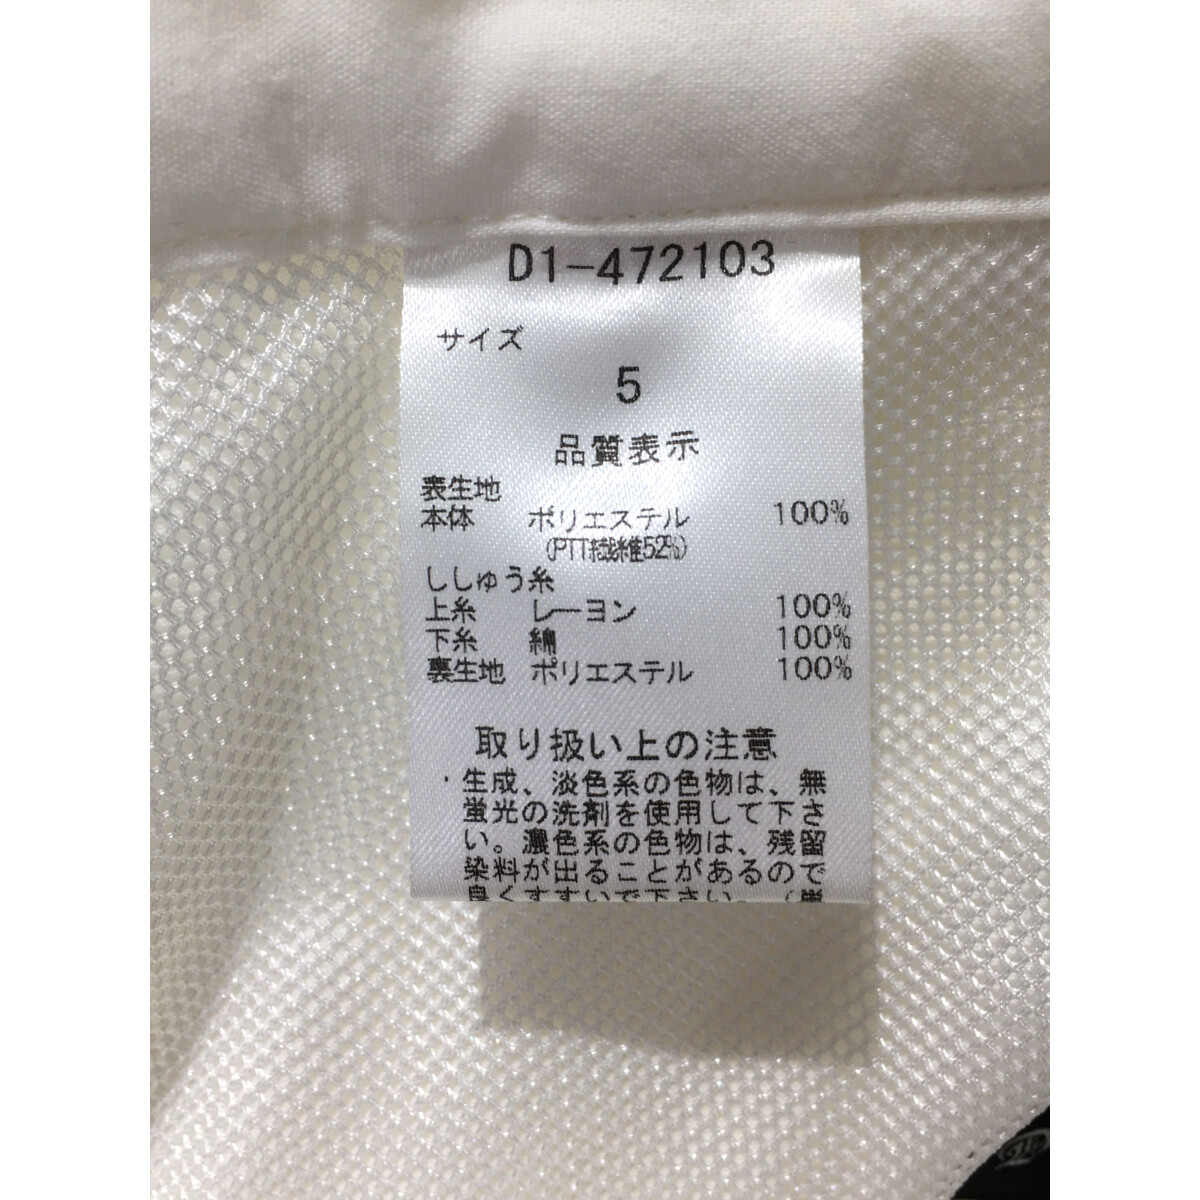 D1-472103
サイズ
5
品質表示
表生地
本体 ポリエステル 100%
(PTT繊維52%)
ししゅう糸
上糸 レーヨン 100%
下糸 綿 100%
裏生地 ポリエステル 100%
取り扱い上の注意
・生成、淡色系の色物は、無
蛍光の洗剤を使用して下さ
い。濃色系の色物は、残留
染料が出ることがあるので
良くすすいで下さい。(単